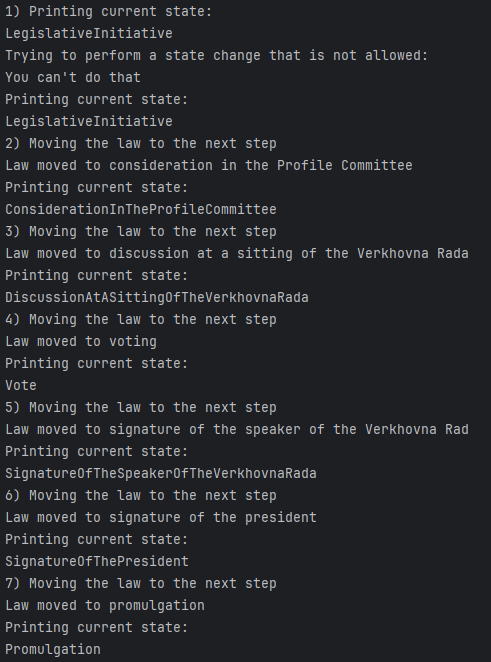 1) Printing current state:
LegislativeInitiative
Trying to perform a state change that is not allowed:
You can't do that
Printing current state:
LegislativeInitiative
2) Moving the law to the next step
Law moved to consideration in the Profile Committee
Printing current state:
ConsiderationInTheProfileCommittee
3) Moving the law to the next step
Law moved to discussion at a sitting of the Verkhovna Rada
Printing current state:
DiscussionAtASittingOfTheVerkhovnaRada
4) Moving the law to the next step
Law moved to voting
Printing current state:
Vote
5) Moving the law to the next step
Law moved to signature of the speaker of the Verkhovna Rad
Printing current state:
SignatureOfTheSpeakerOfTheVerkhovnaRada
6) Moving the law to the next step
Law moved to signature of the president
Printing current state:
SignatureOfThePresident
7) Moving the law to the next step
Law moved to promulgation
Printing current state:
Promulgation